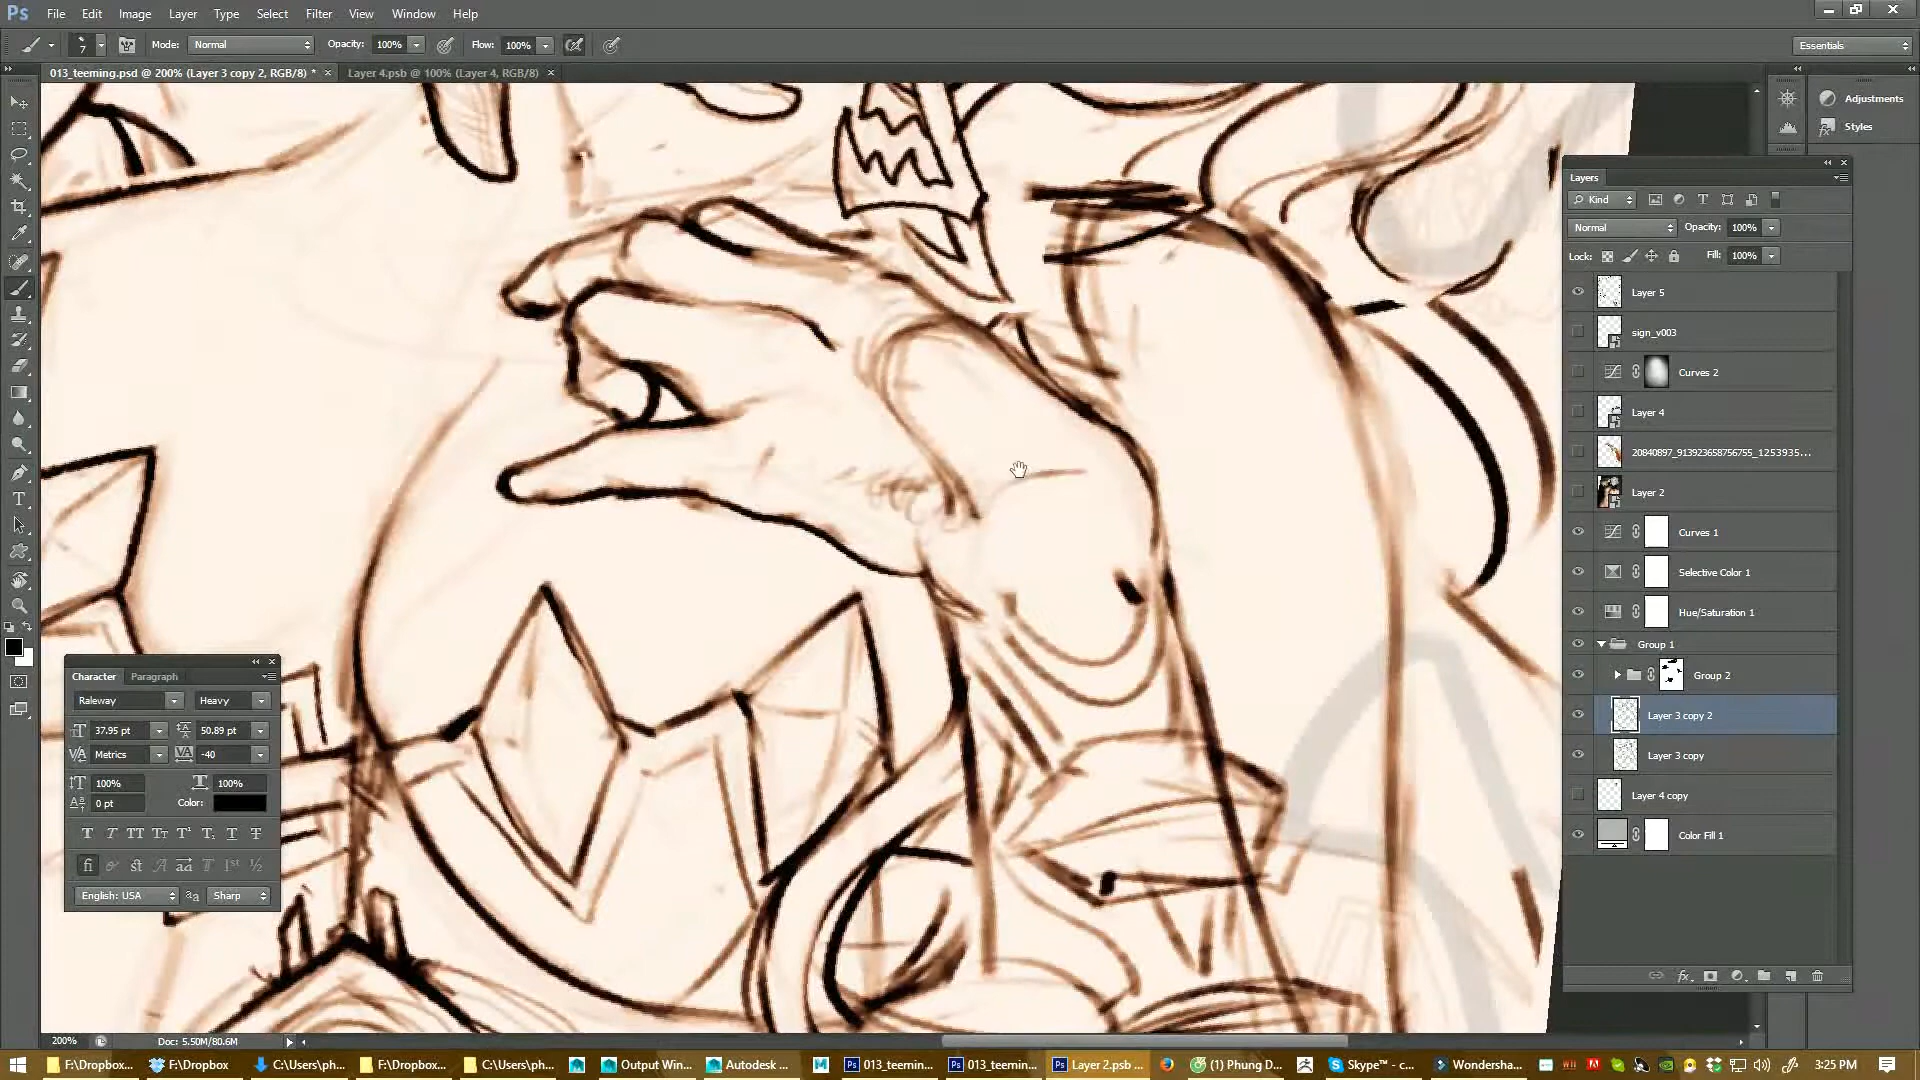 Ps File Edit Image Layer Type Select Filter View Window Help
7 Mode: Normal Opacity: 100% Flow: 100% Essentials
013_teeming.psd @ 200% (Layer 3 copy 2, RGB/8) * × Layer 4.psb @ 100% (Layer 4, RGB/8) ×
Adjustments
Styles
Layers
Kind
Normal Opacity: 100%
Lock: Fill: 100%
Layer 5
sign_v003
Curves 2
Layer 4
20840897_913923658756755_1253935...
Layer 2
Curves 1
Selective Color 1
Hue/Saturation 1
Group 1
Group 2
Layer 3 copy 2
Layer 3 copy
Layer 4 copy
Color Fill 1
Character Paragraph
Raleway Heavy
37.95 pt 50.89 pt
Metrics -40
100% 100%
0 pt Color:
English: USA Sharp
200% Doc: 5.50M/80.6M
F:\Dropbox... F:\Dropbox C:\Users\ph... F:\Dropbox... C:\Users\ph... Output Win... Autodesk ... 013_teemin... 013_teemin... Layer 2.psb ... (1) Phung D... Skype™ - c... Wondersha... 3:25 PM